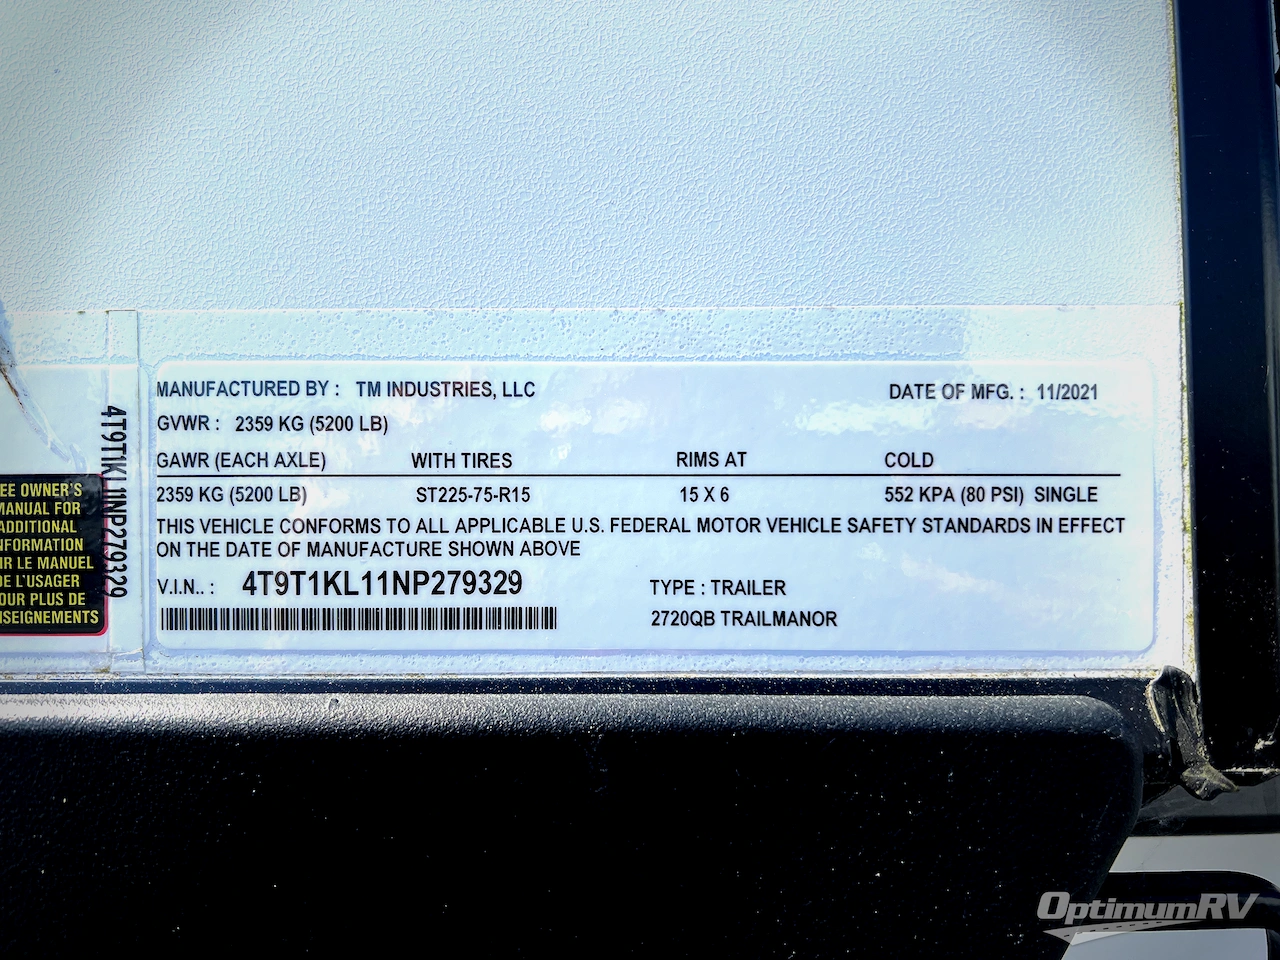 MANUFACTURED BY : TM INDUSTRIES, LLC DATE OF MFG. : 11/2021
GVWR : 2359 KG (5200 LB)
GAWR (EACH AXLE) WITH TIRES RIMS AT COLD
2359 KG (5200 LB) ST225-75-R15 15 X 6 552 KPA (80 PSI) SINGLE
THIS VEHICLE CONFORMS TO ALL APPLICABLE U.S. FEDERAL MOTOR VEHICLE SAFETY STANDARDS IN EFFECT
ON THE DATE OF MANUFACTURE SHOWN ABOVE
V.I.N.. : 4T9T1KL11NP279329 TYPE : TRAILER
2720QB TRAILMANOR
4T9T1KL11NP279329
EE OWNER'S
MANUAL FOR
ADDITIONAL
NFORMATION
IR LE MANUEL
DE L'USAGER
OUR PLUS DE
NSEIGNEMENTS
OptimumRV